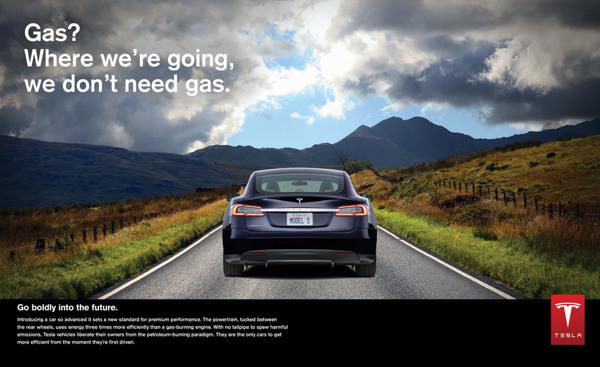 Gas?
Where we're going,
we don't need gas.
MODEL S
Go boldly into the future.
Introducing a car so advanced it sets a new standard for premium performance. The powertrain, tucked between
the rear wheels, uses energy three times more efficiently than a gas-burning engine. With no tailpipe to spew harmful
emissions, Tesla vehicles liberate their owners from the petroleum-burning paradigm. They are the only cars to get
more efficient from the moment they're first driven.
TESLA